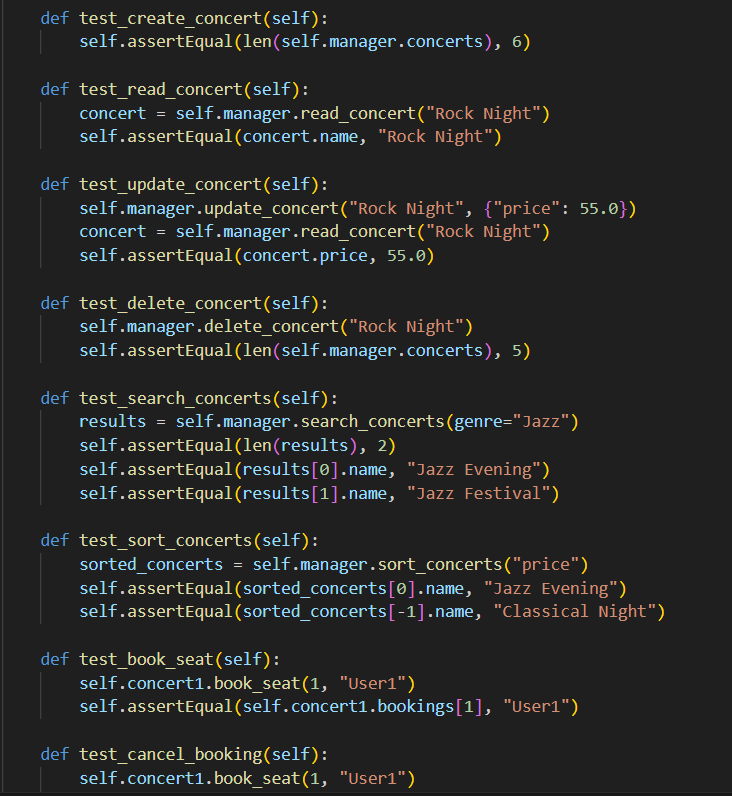 def test_create_concert(self):
self.assertEqual(len(self.manager.concerts), 6)
def test_read_concert(self):
concert = self.manager.read_concert("Rock Night")
self.assertEqual(concert.name, "Rock Night")
def test_update_concert(self):
self.manager.update_concert("Rock Night", {"price": 55.0})
concert = self.manager.read_concert("Rock Night")
self.assertEqual(concert.price, 55.0)
def test_delete_concert(self):
self.manager.delete_concert("Rock Night")
self.assertEqual(len(self.manager.concerts), 5)
def test_search_concerts(self):
results = self.manager.search_concerts(genre="Jazz")
self.assertEqual(len(results), 2)
self.assertEqual(results[0].name, "Jazz Evening")
self.assertEqual(results[1].name, "Jazz Festival")
def test_sort_concerts(self):
sorted_concerts = self.manager.sort_concerts("price")
self.assertEqual(sorted_concerts[0].name, "Jazz Evening")
self.assertEqual(sorted_concerts[-1].name, "Classical Night")
def test_book_seat(self):
self.concert1.book_seat(1, "User1")
self.assertEqual(self.concert1.bookings[1], "User1")
def test_cancel_booking(self):
self.concert1.book_seat(1, "User1")